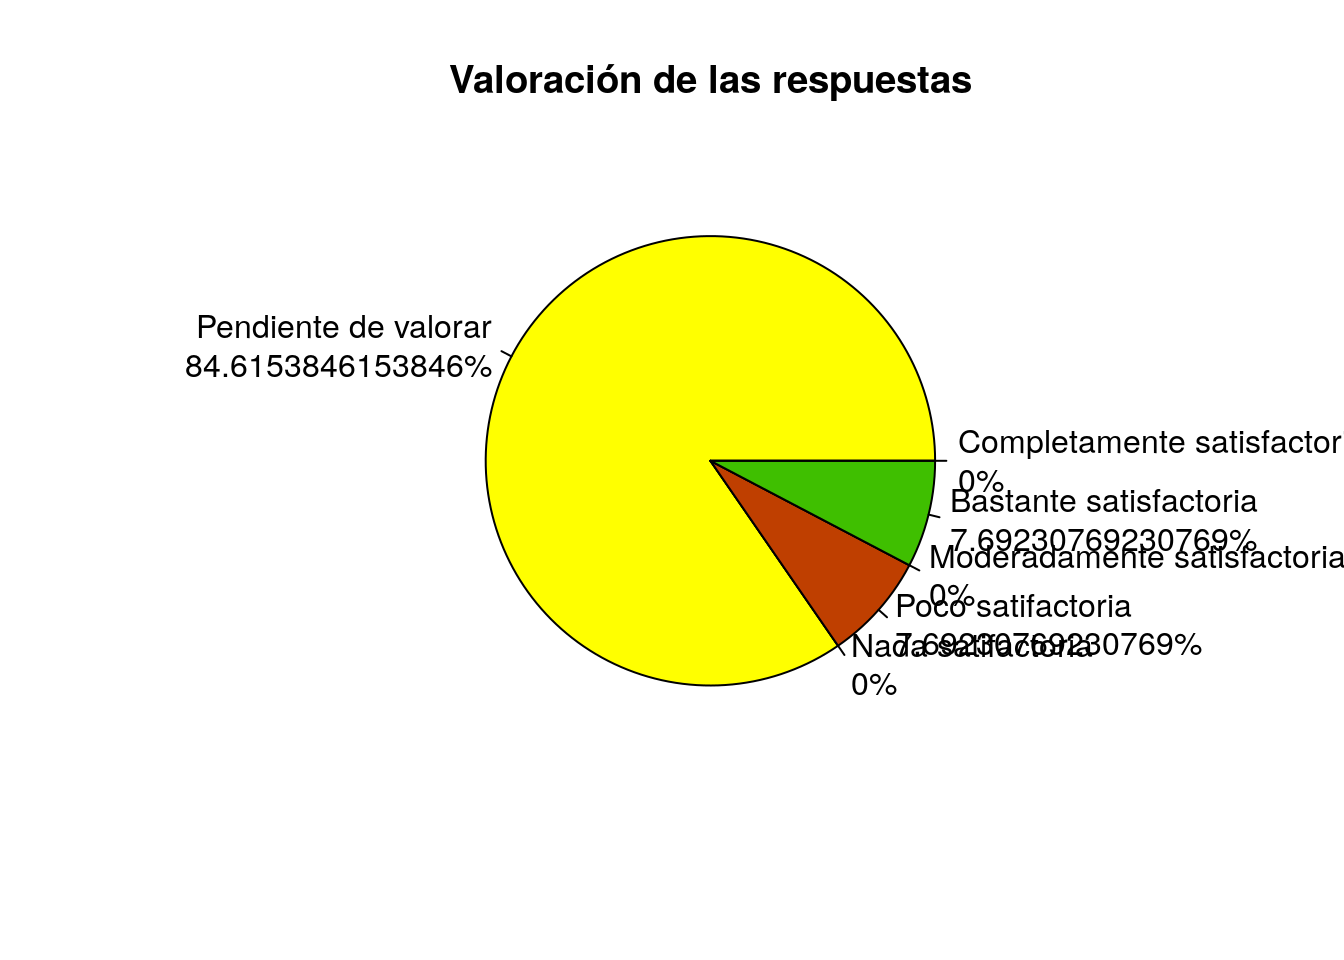 Valoración de las respuestas
Pendiente de valorar
84.6153846153846%
Completamente satisfactori
0%
Bastante satisfactoria
7.69230769230769%
Moderadamente satisfactoria
0%
Poco satifactoria
7.69230769230769%
Nada satifactoria
0%